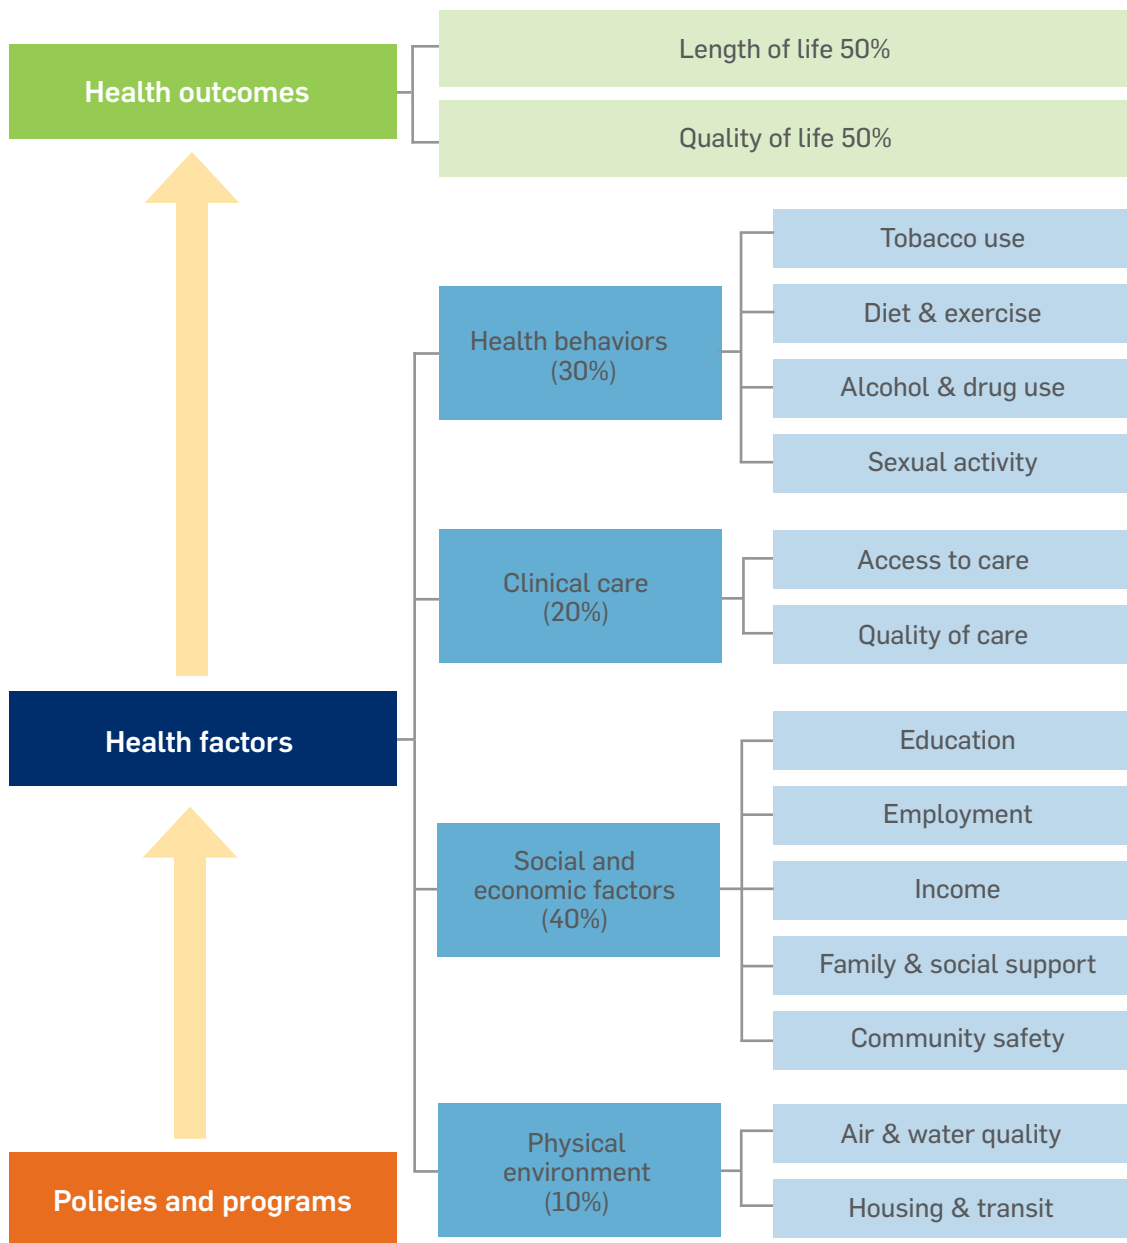 Health outcomes
Length of life 50%
Quality of life 50%
Health factors
Health behaviors
(30%)
Tobacco use
Diet & exercise
Alcohol & drug use
Sexual activity
Clinical care
(20%)
Access to care
Quality of care
Social and
economic factors
(40%)
Education
Employment
Income
Family & social support
Community safety
Physical
environment
(10%)
Air & water quality
Housing & transit
Policies and programs